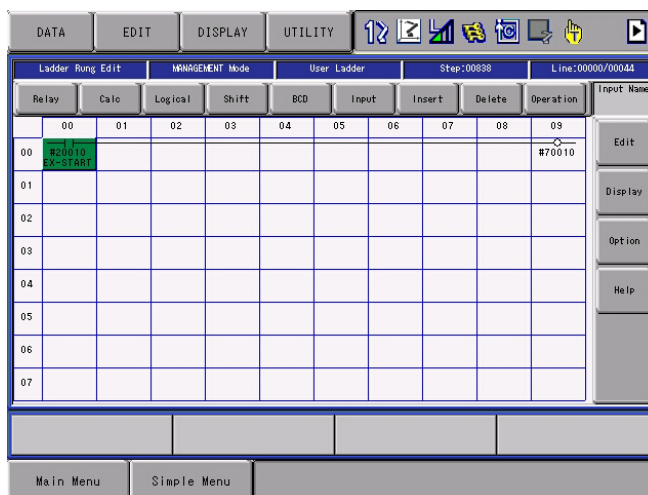 DATA EDIT DISPLAY UTILITY
Ladder Rung Edit MANAGEMENT Mode User Ladder Step:00838 Line:0000/00044
Relay Calc Logical Shift BCD Input Insert Delete Operation Input Name
00 01 02 03 04 05 06 07 08 09
Edit
00 #20010 #70010
EX-START
01
Display
02
03
Option
04
Help
05
06
07
Main Menu Simple Menu